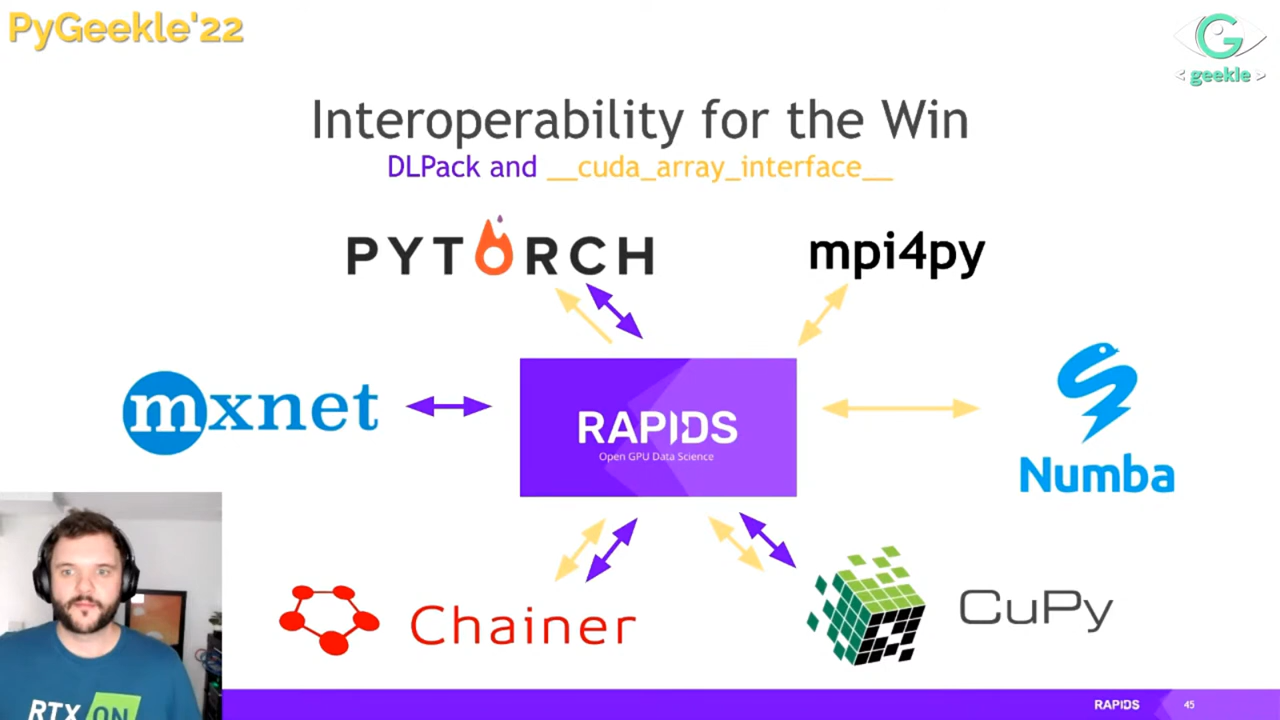 PyGeekle'22
G
< geekle >
Interoperability for the Win
DLPack and __cuda_array_interface__
PYTORCH
mpi4py
mxnet
RAPIDS
Open GPU Data Science
Numba
Chainer
CuPy
RTX ON
RAPIDS
45